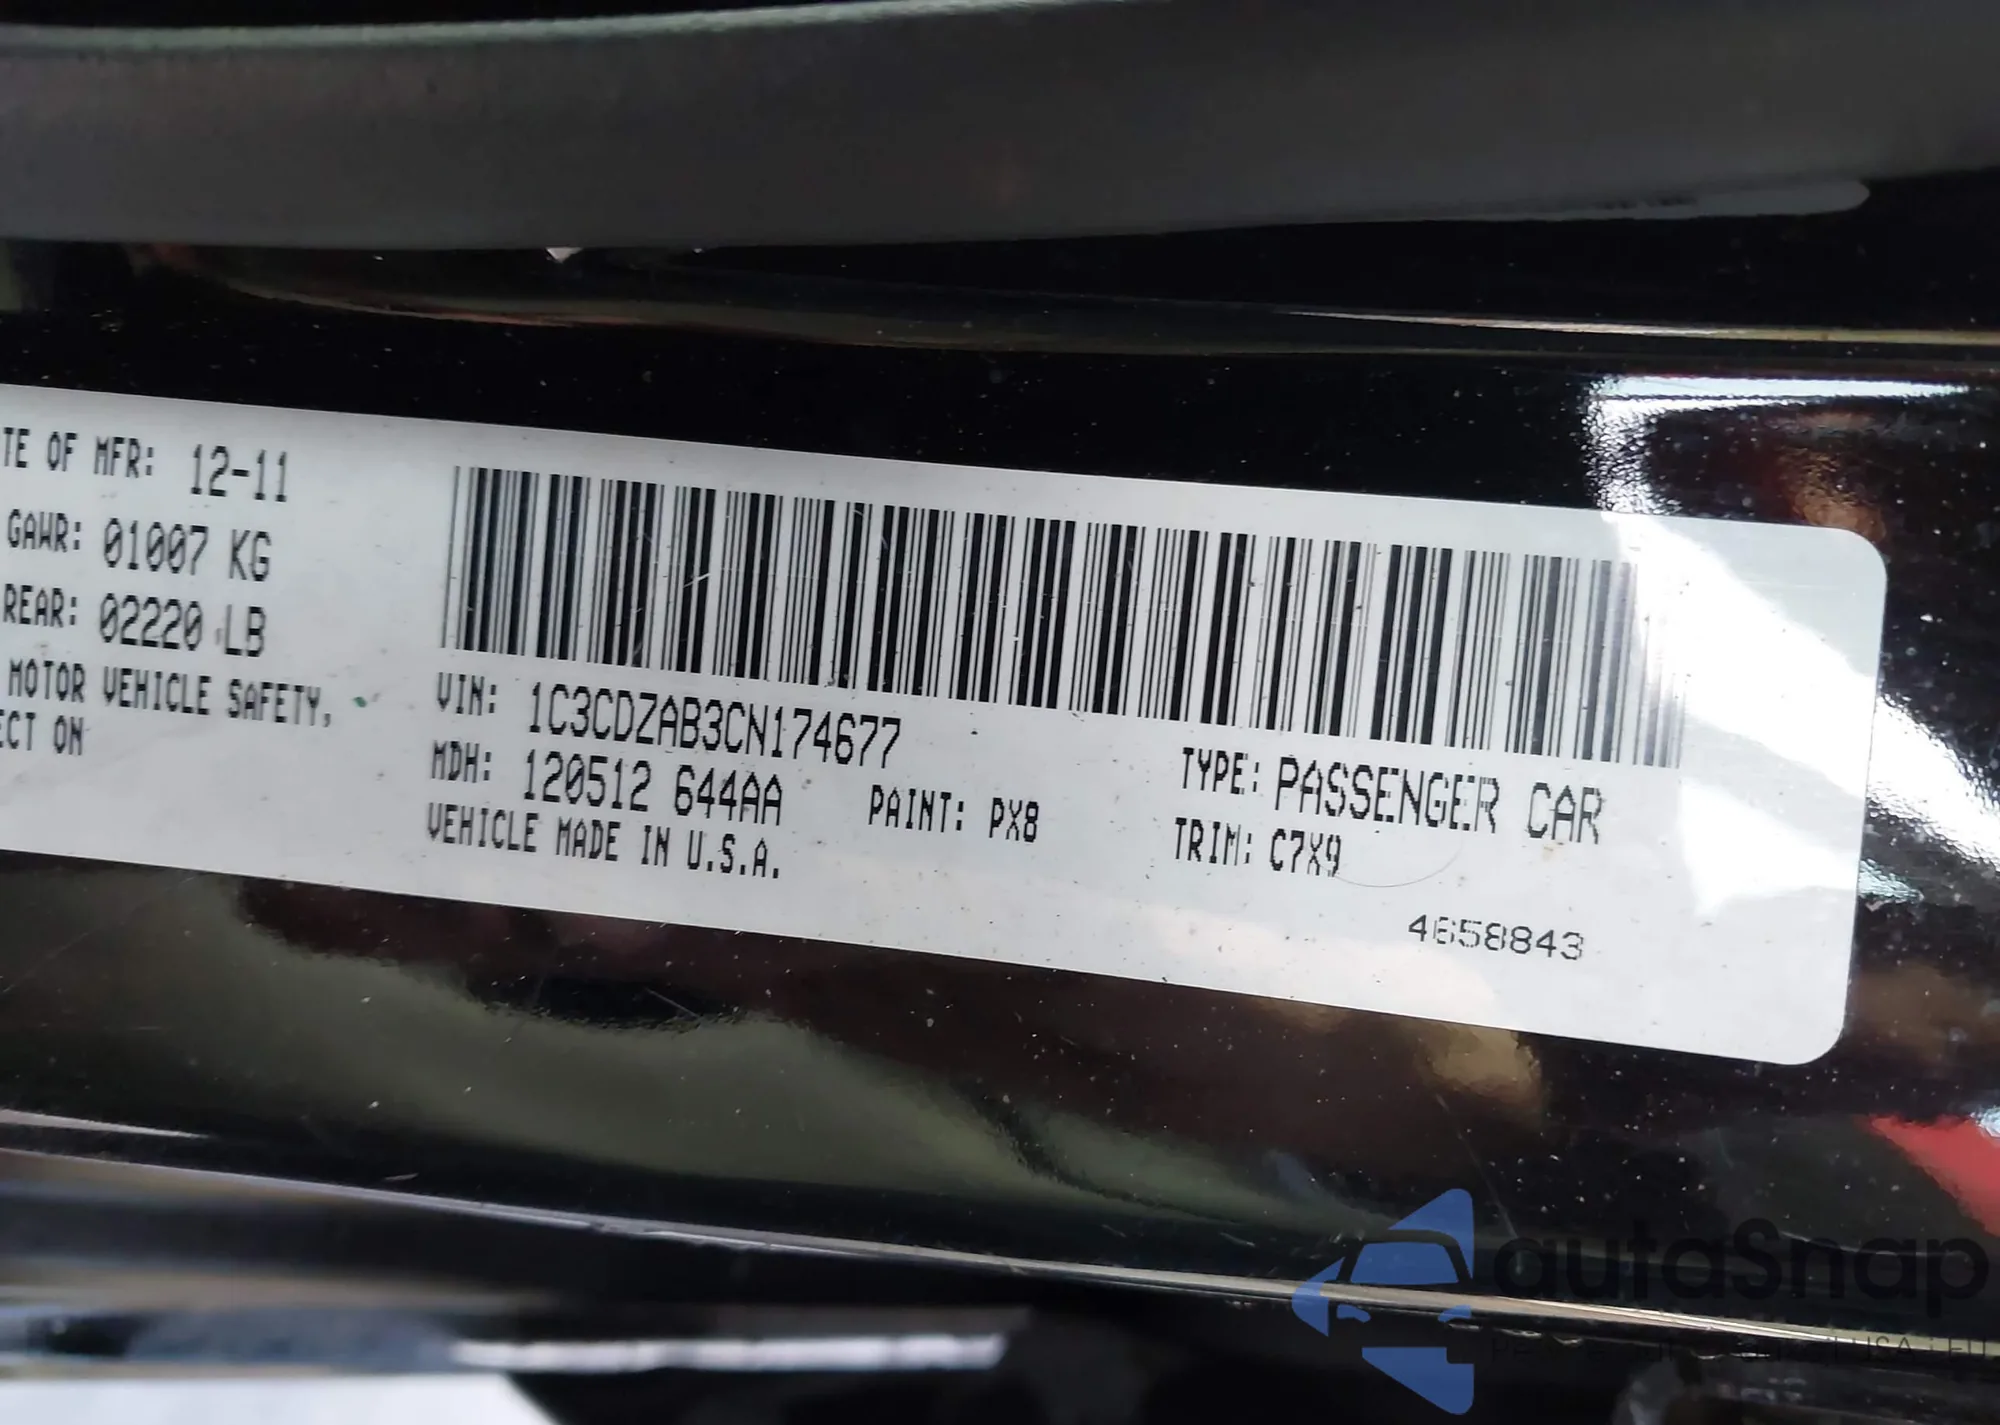 TE OF MFR: 12-11
GAWR: 01007 KG
REAR: 02220 LB
MOTOR VEHICLE SAFETY,
ECT ON
VIN: 1C3CDZAB3CN174677
MDH: 120512 644AA
PAINT: PX8
VEHICLE MADE IN U.S.A.
TYPE: PASSENGER CAR
TRIM: C7X9
4658843
autaSnap